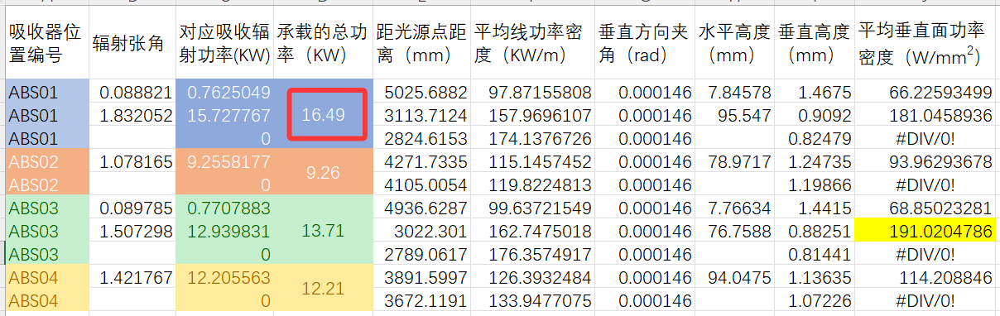 吸收器位置编号 辐射张角 对应吸收辐射功率(KW) 承载的总功率（KW） 距光源点距离（mm） 平均线功率密度（KW/m） 垂直方向夹角（rad） 水平高度（mm） 垂直高度（mm） 平均垂直面功率密度（W/mm²）
ABS01 0.088821 0.7625049 16.49 5025.6882 97.87155808 0.000146 7.84578 1.4675 66.22593499
ABS01 1.832052 15.727767 3113.7124 157.9696107 0.000146 95.547 0.9092 181.0458936
ABS01 0 2824.6153 174.1376726 0.000146 0.82479 #DIV/0!
ABS02 1.078165 9.2558177 9.26 4271.7335 115.1457452 0.000146 78.9717 1.24735 93.96293678
ABS02 0 4105.0054 119.8224813 0.000146 1.19866 #DIV/0!
ABS03 0.089785 0.7707883 13.71 4936.6287 99.63721549 0.000146 7.76634 1.4415 68.85023281
ABS03 1.507298 12.939831 3022.301 162.7475018 0.000146 76.7588 0.88251 191.0204786
ABS03 0 2789.0617 176.3574917 0.000146 0.81441 #DIV/0!
ABS04 1.421767 12.205563 12.21 3891.5997 126.3932484 0.000146 94.0475 1.13635 114.208846
ABS04 0 3672.1191 133.9477075 0.000146 1.07226 #DIV/0!